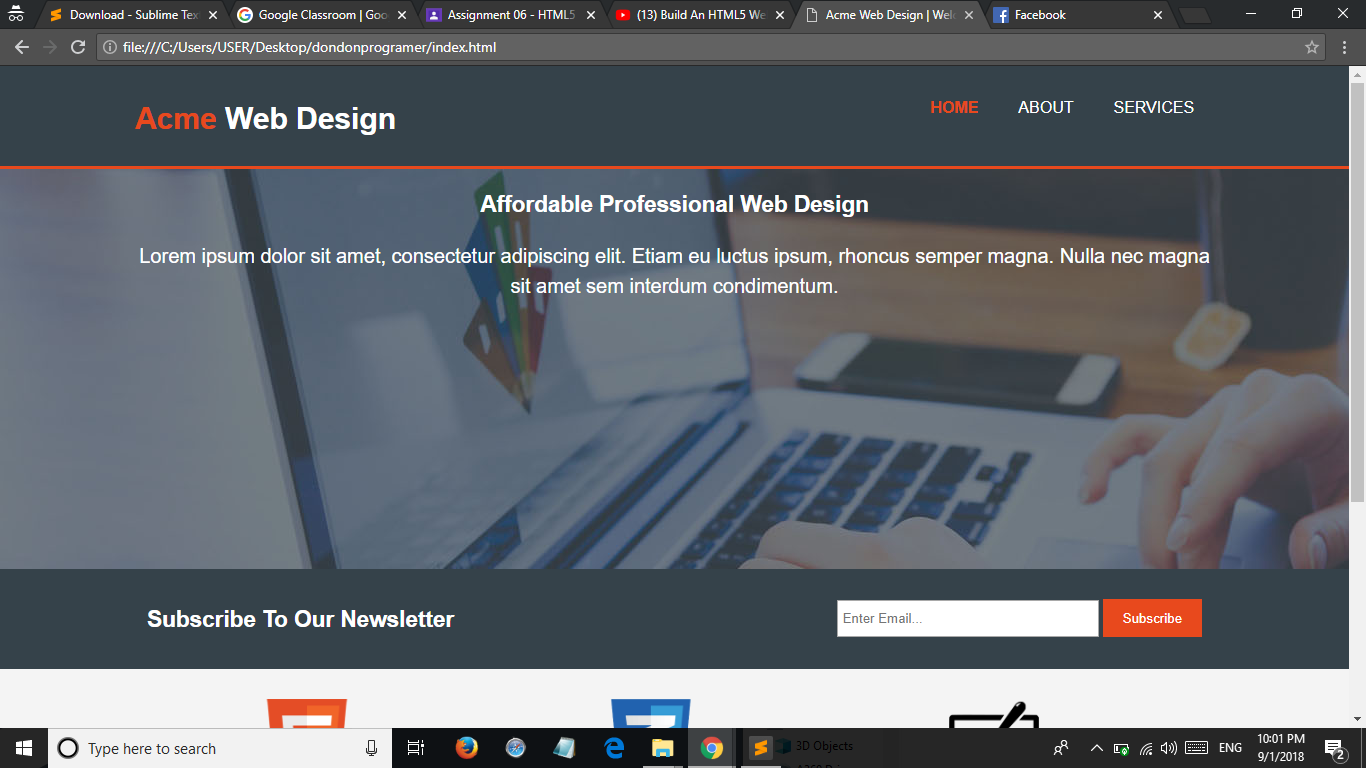 Download - Sublime Tex
Google Classroom | Goo
Assignment 06 - HTML5
(13) Build An HTML5 We
Acme Web Design | Wel
Facebook
file:///C:/Users/USER/Desktop/dondonprogramer/index.html
Acme Web Design
HOME ABOUT SERVICES
Affordable Professional Web Design
Lorem ipsum dolor sit amet, consectetur adipiscing elit. Etiam eu luctus ipsum, rhoncus semper magna. Nulla nec magna
sit amet sem interdum condimentum.
Subscribe To Our Newsletter
Enter Email...
Subscribe
Type here to search
3D Objects
ENG
10:01 PM
9/1/2018
2